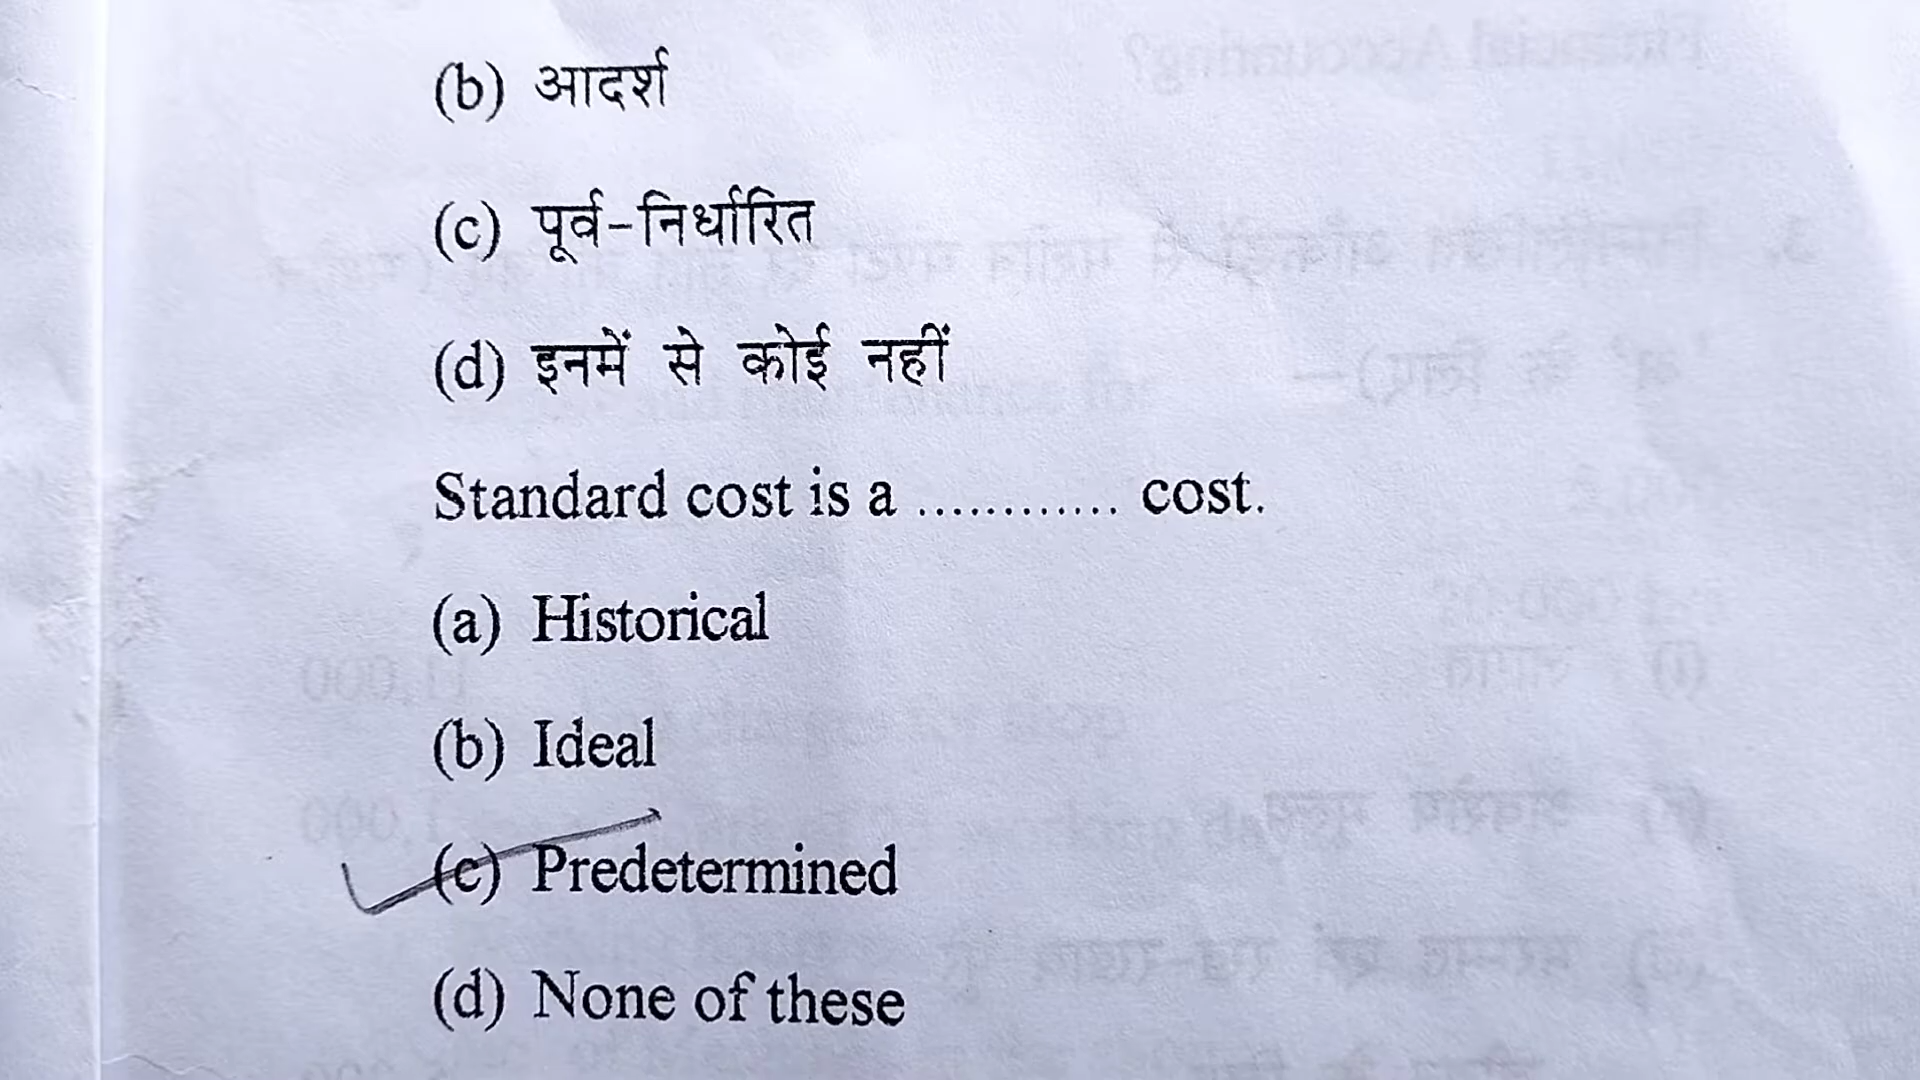 (b) आदर्श
(c) पूर्व-निर्धारित
(d) इनमें से कोई नहीं
Standard cost is a ............ cost.
(a) Historical
(b) Ideal
(c) Predetermined
(d) None of these